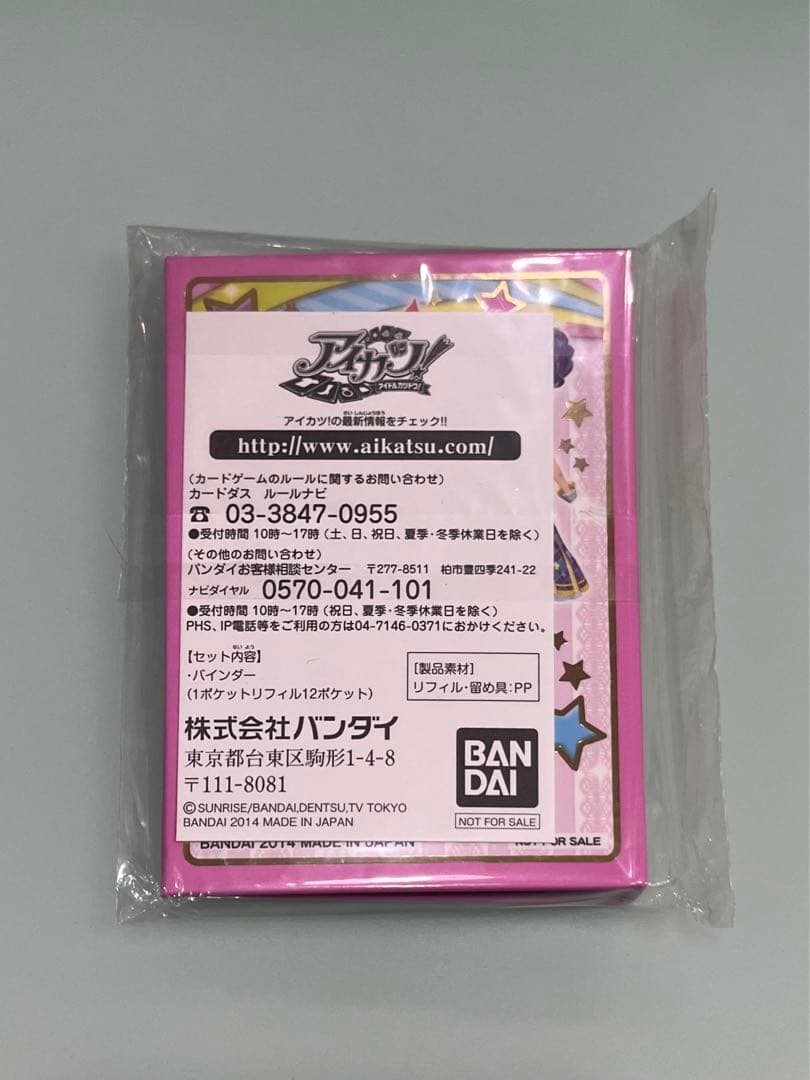 アイカツ!
アイドルカツドウ!
アイカツ!の最新情報をチェック!!
さいしんじょうほう
http://www.aikatsu.com/
(カードゲームのルールに関するお問い合わせ)
カードダス ルールナビ
☎ 03-3847-0955
●受付時間 10時~17時(土、日、祝日、夏季・冬季休業日を除く)
(その他のお問い合わせ)
バンダイお客様相談センター 〒277-8511 柏市豊四季241-22
ナビダイヤル 0570-041-101
●受付時間 10時~17時(祝日、夏季・冬季休業日を除く)
PHS、IP電話等をご利用の方は04-7146-0371におかけください。
ないよう
【セット内容】
・バインダー
(1ポケットリフィル12ポケット)
[製品素材]
リフィル・留め具:PP
株式会社バンダイ
東京都台東区駒形1-4-8
〒111-8081
©SUNRISE/BANDAI,DENTSU,TV TOKYO
BANDAI 2014 MADE IN JAPAN
BAN
DAI
NOT FOR SALE
BANDAI 2014 MADE IN JAPAN
NOT FOR SALE